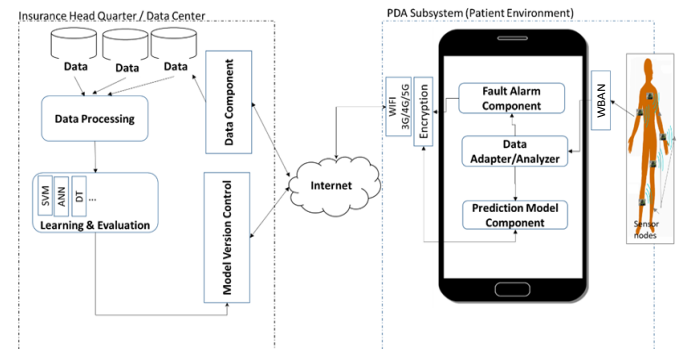 Insurance Head Quarter / Data Center
PDA Subsystem (Patient Environment)
Data
Data
Data
Data Component
Data Processing
SVM
ANN
DT
...
Learning & Evaluation
Model Version Control
Internet
WIFI
3G/4G/5G
Encryption
Fault Alarm
Component
Data
Adapter/Analyzer
Prediction Model
Component
WBAN
Sensor
nodes